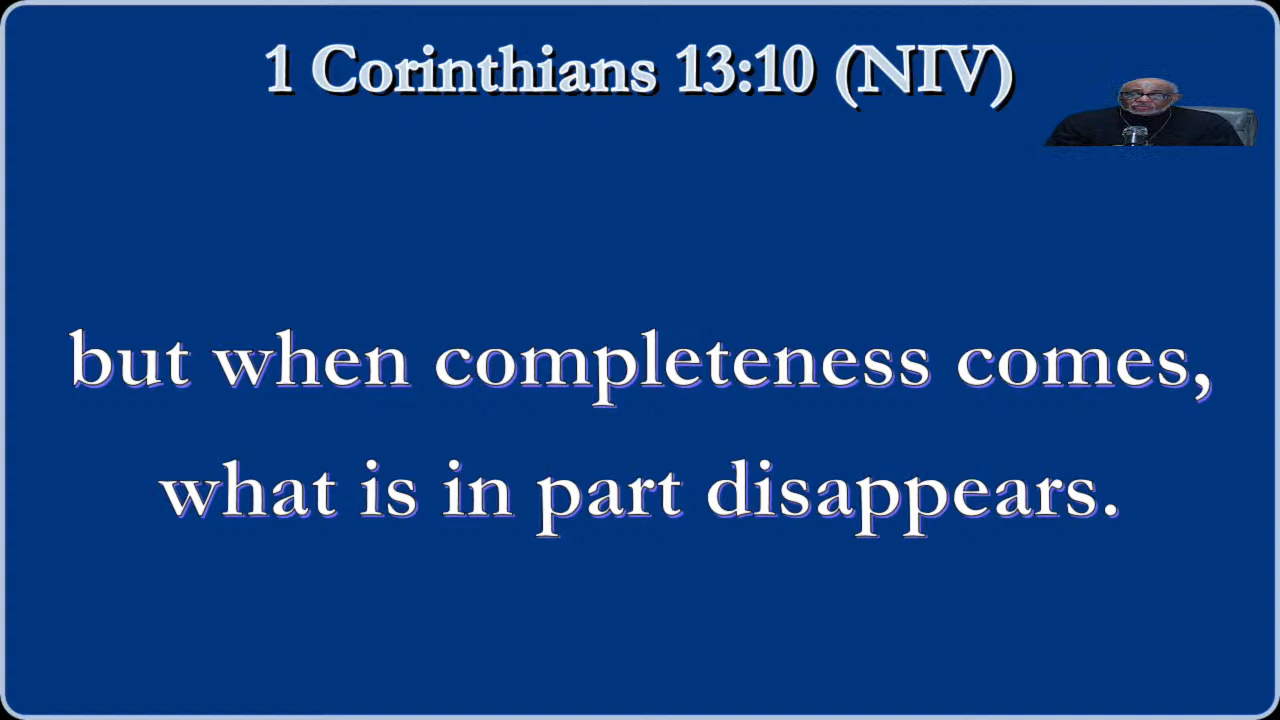 1 Corinthians 13:10 (NIV)
but when completeness comes,
what is in part disappears.